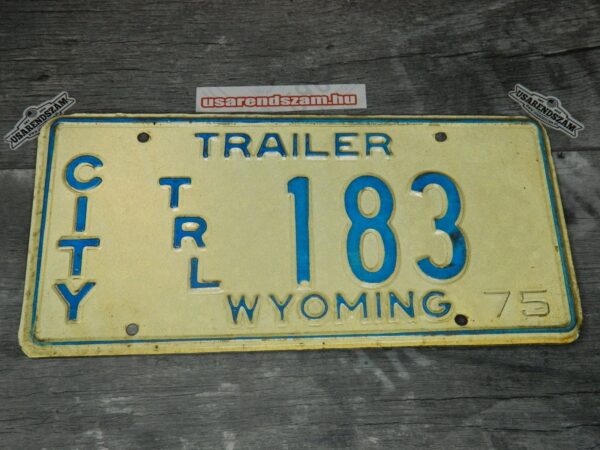 usarendszam.hu
USARENDSZAM
USARENDSZAM
TRAILER
CITY
TRL
183
WYOMING
75